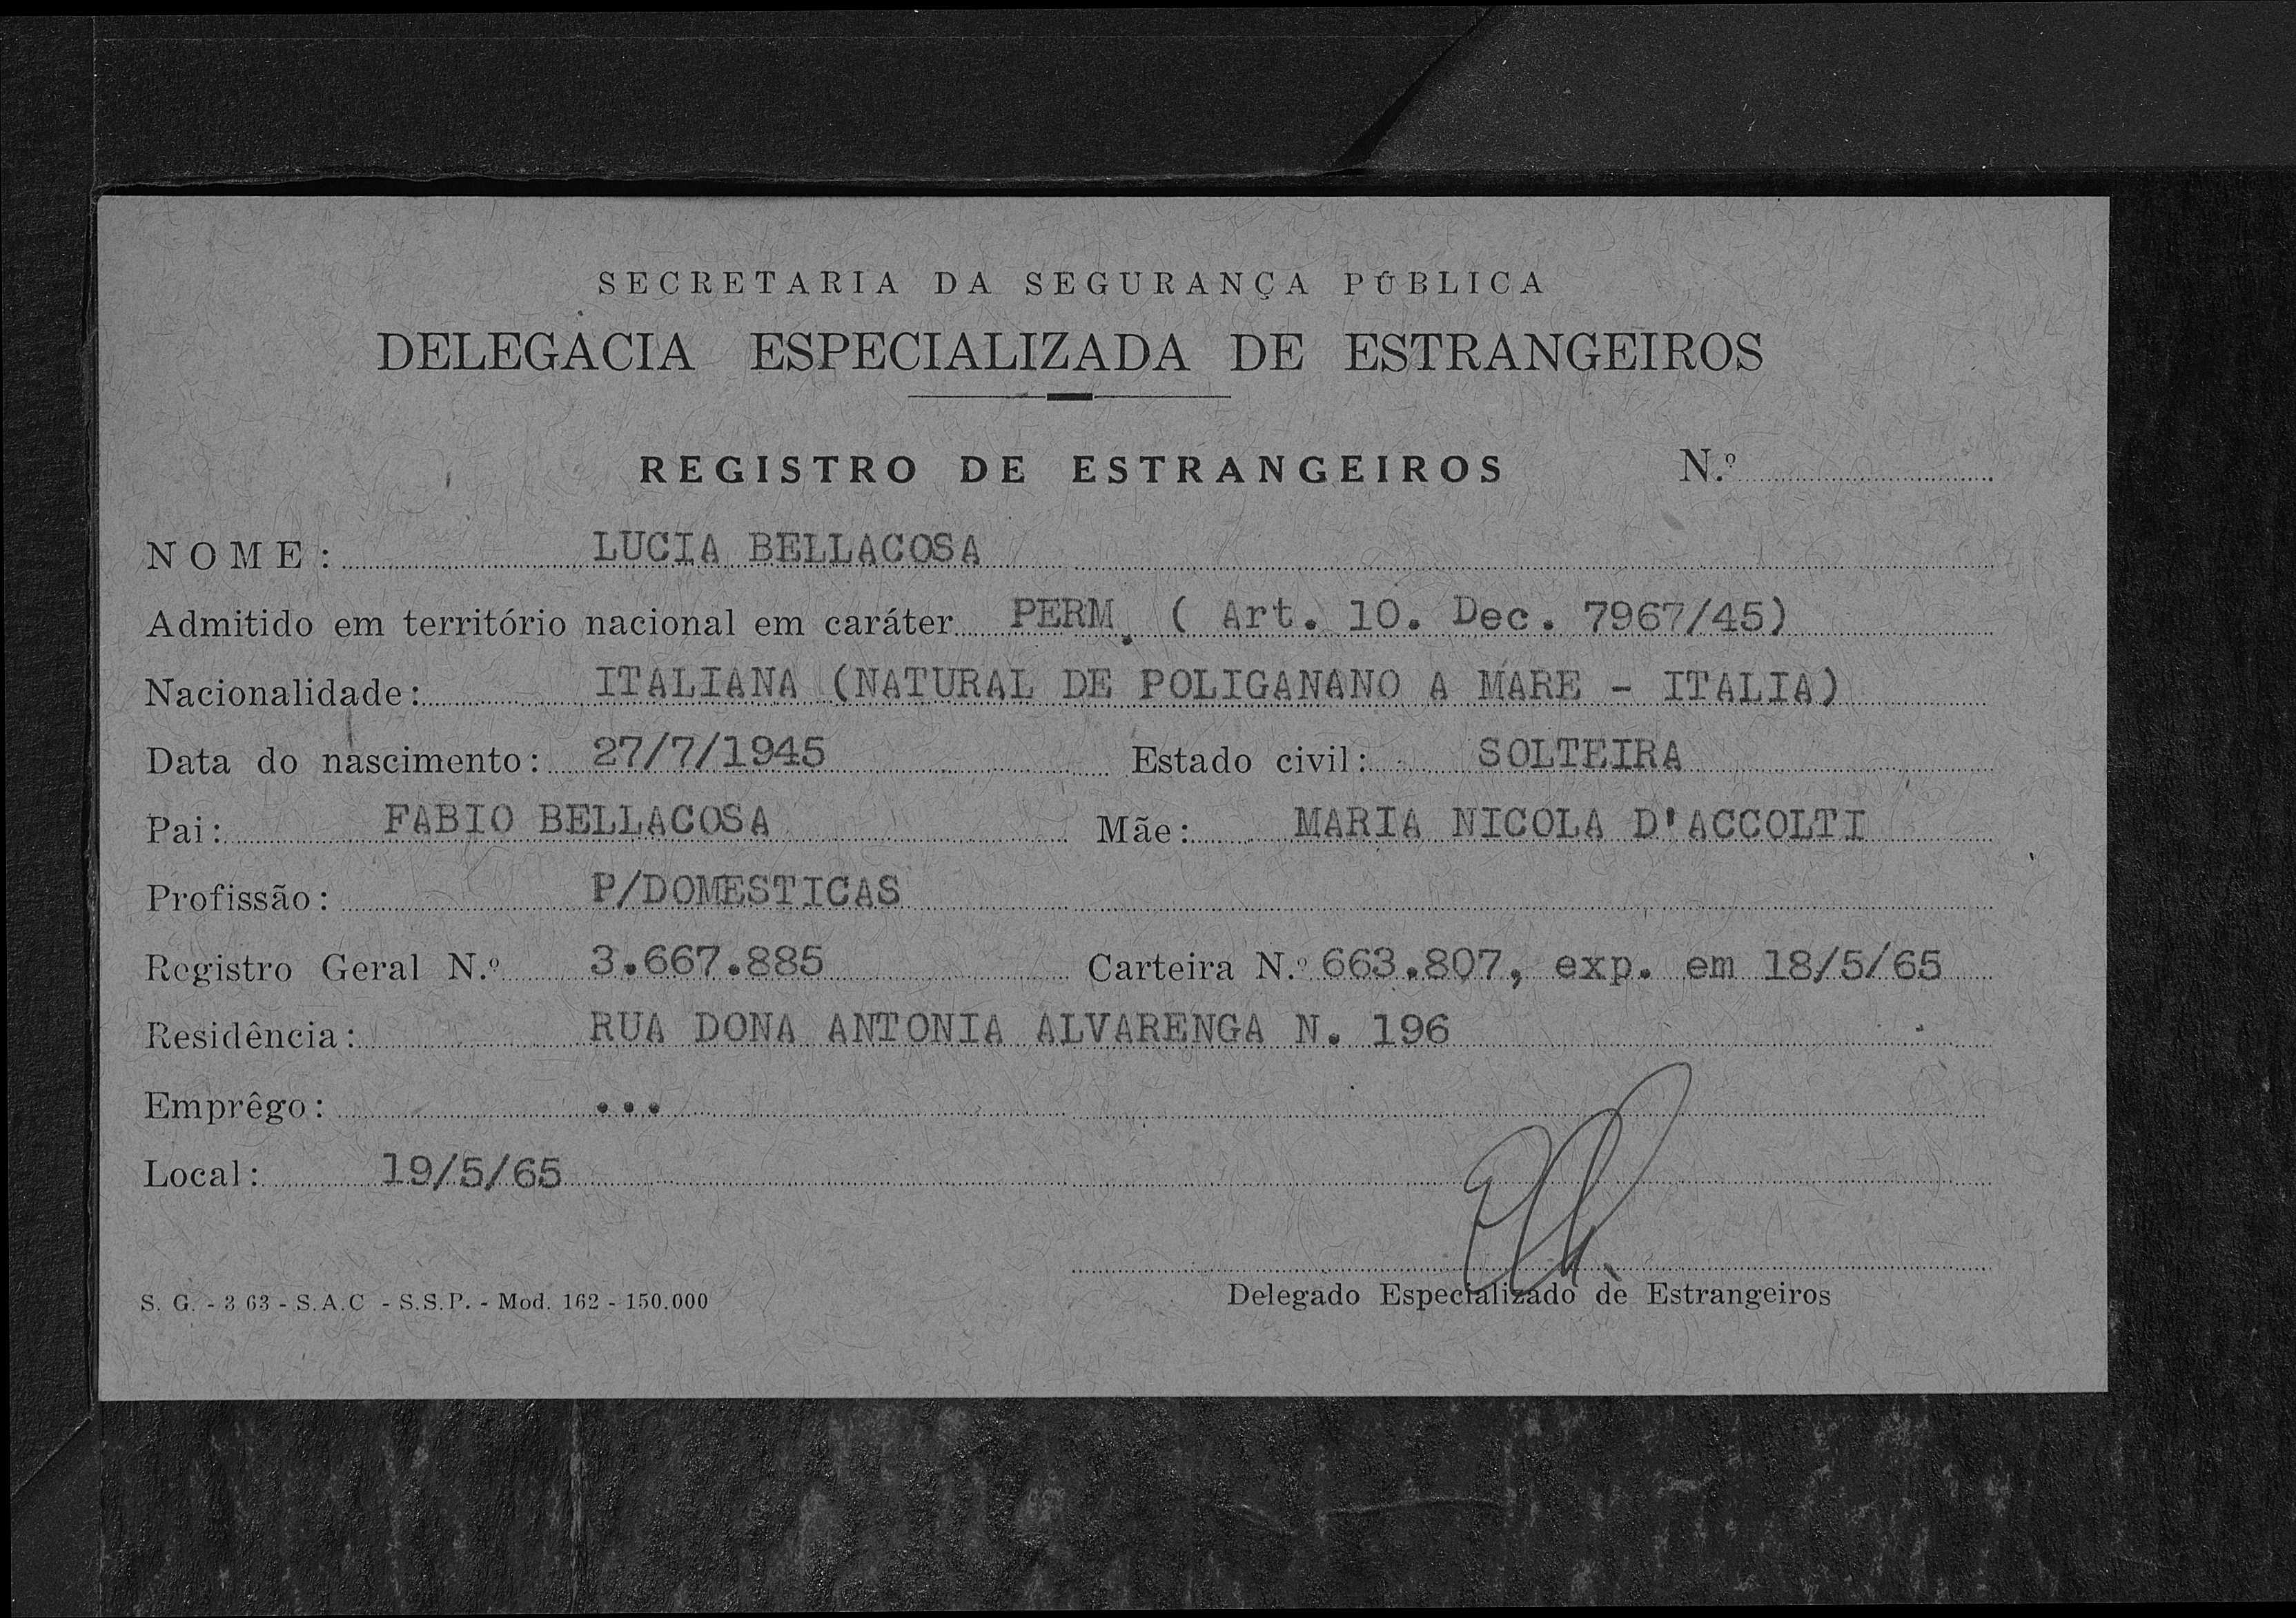 SECRETARIA DA SEGURANÇA PÚBLICA
DELEGACIA ESPECIALIZADA DE ESTRANGEIROS
REGISTRO DE ESTRANGEIROS N.º
NOME: LUCIA BELLACOSA
Admitido em território nacional em caráter PERM. ( Art. 10. Dec. 7967/45)
Nacionalidade: ITALIANA (NATURAL DE POLIGANANO A MARE - ITALIA)
Data do nascimento: 27/7/1945 Estado civil: SOLTEIRA
Pai: FABIO BELLACOSA Mãe: MARIA NICOLA D'ACCOLTI
Profissão: P/DOMESTICAS
Registro Geral N.º 3.667.885 Carteira N.º 663.807, exp. em 18/5/65
Residência: RUA DONA ANTONIA ALVARENGA N. 196
Emprêgo: ...
Local: 19/5/65
Delegado Especializado de Estrangeiros
S. G. - 3 63 - S.A.C - S.S.P. - Mod. 162 - 150.000